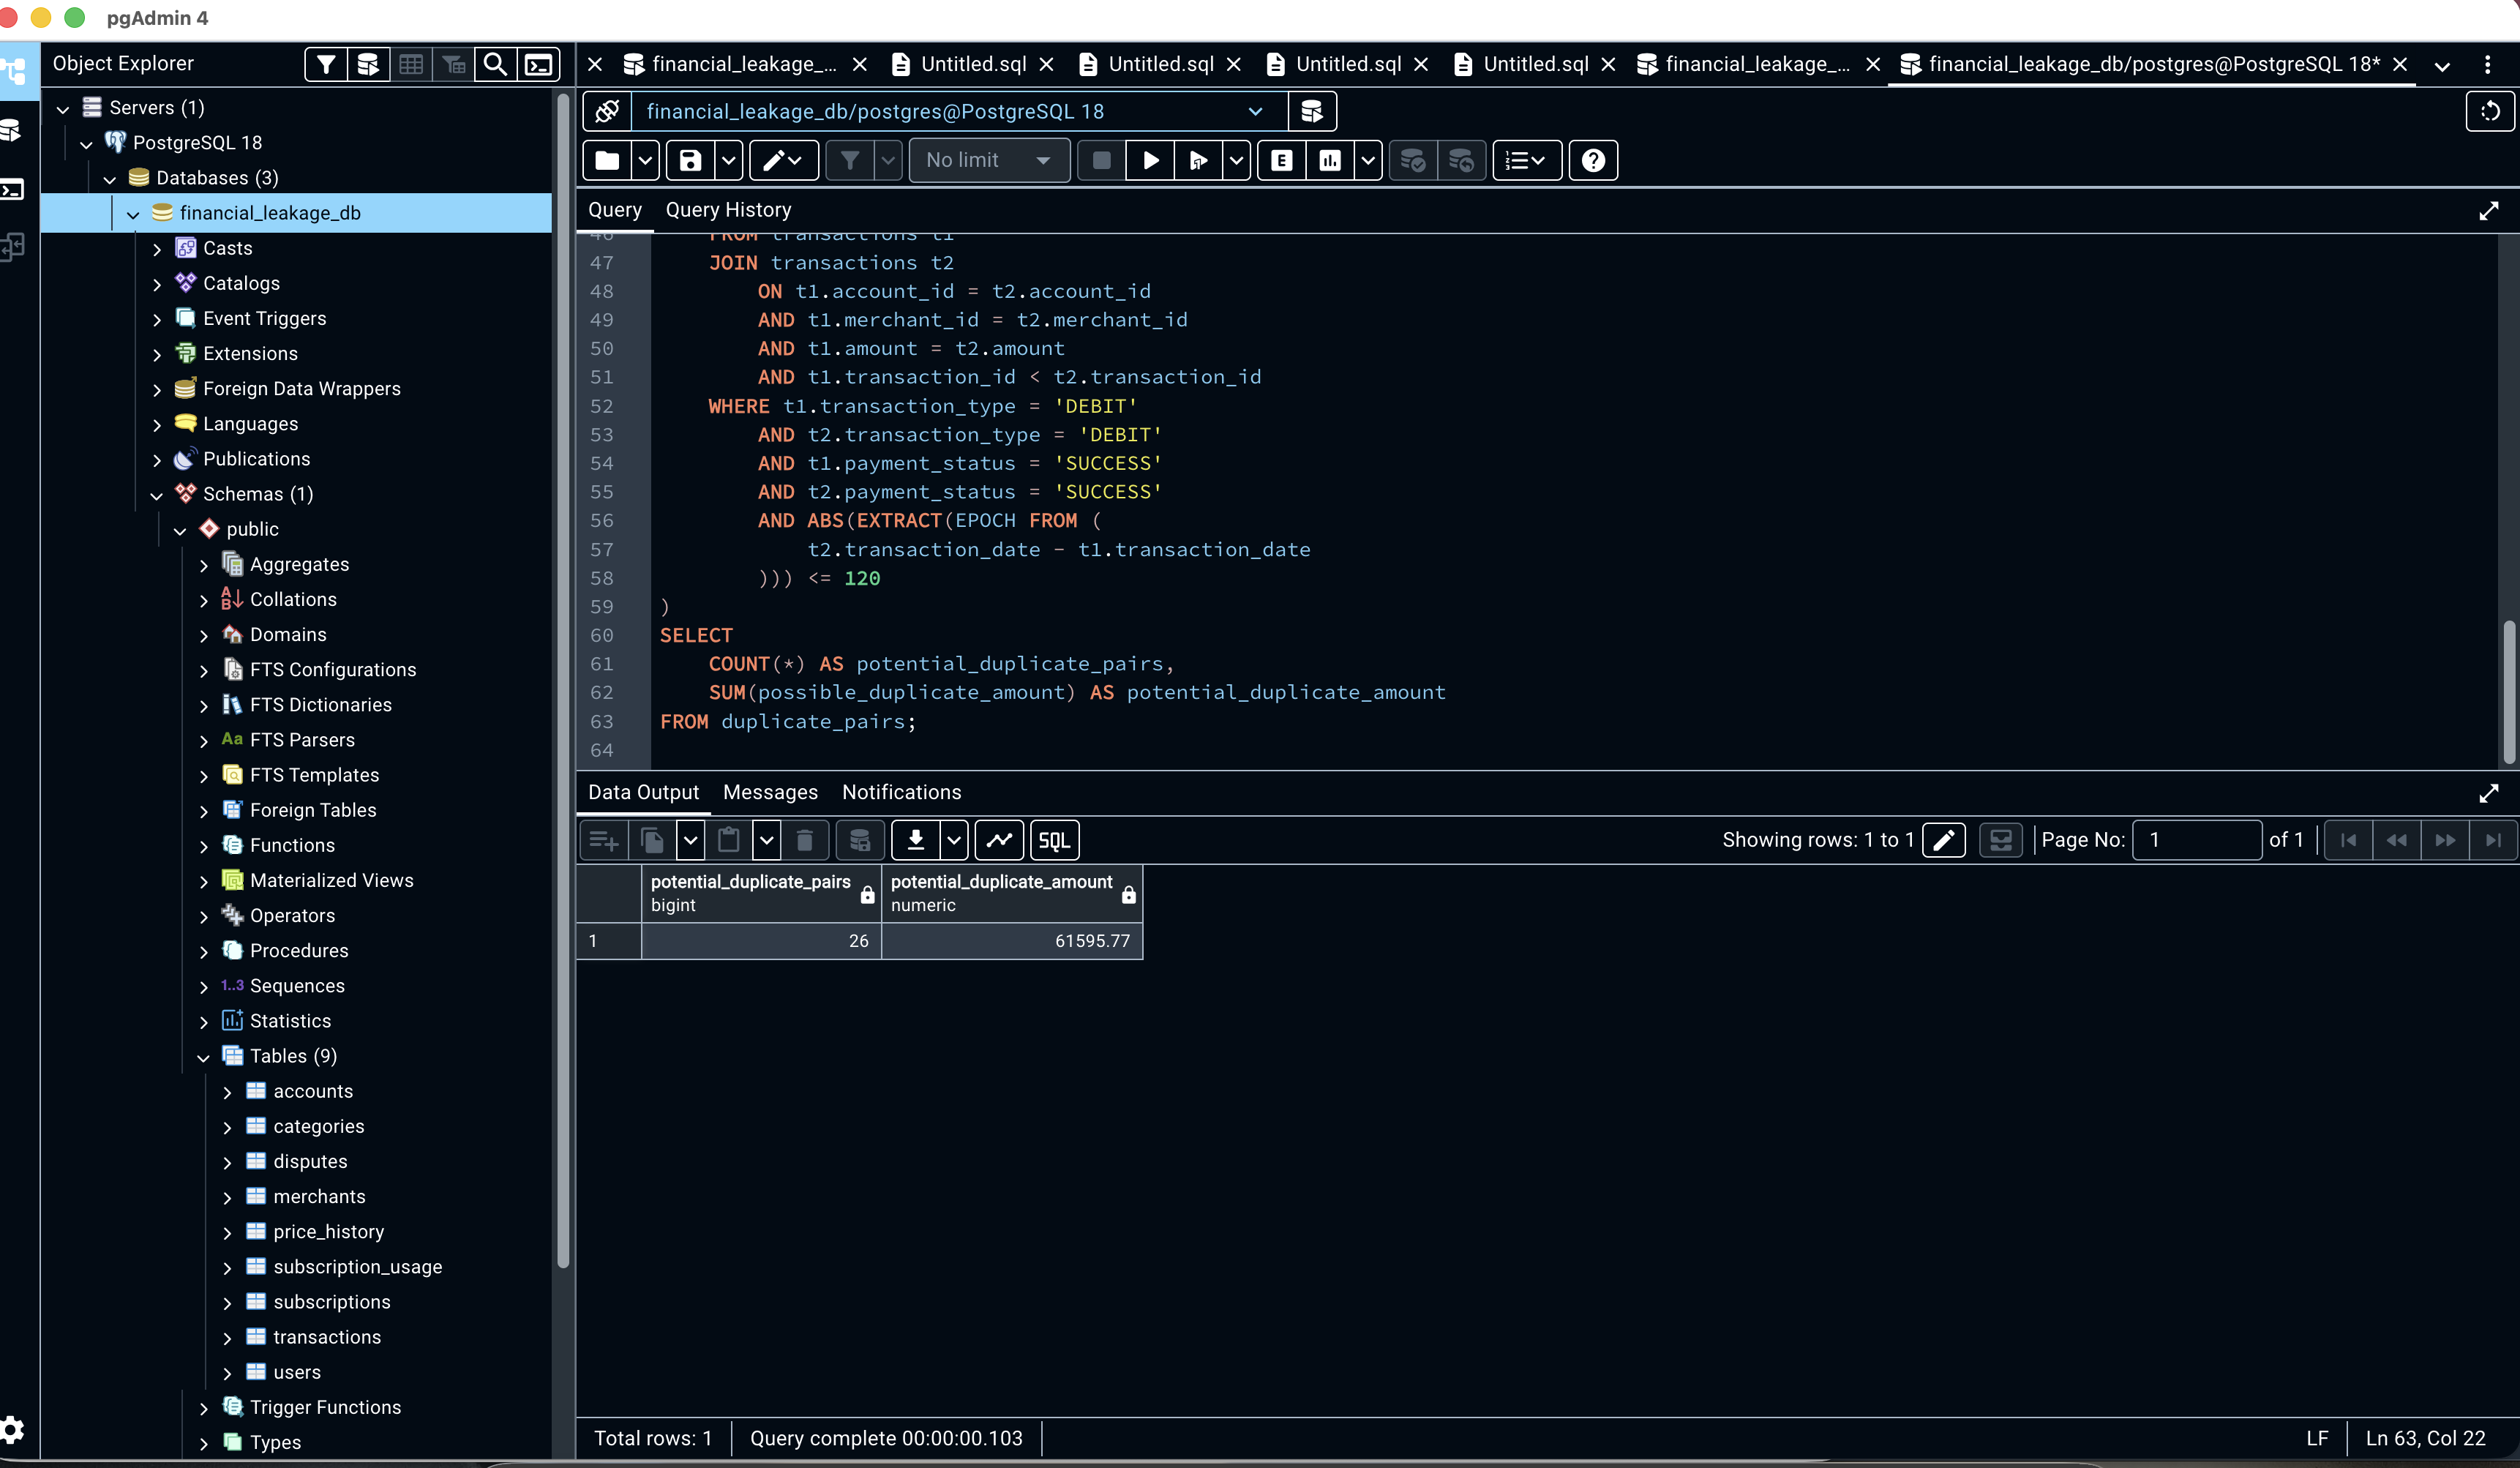 pgAdmin 4
Object Explorer
financial_leakage_... Untitled.sql Untitled.sql Untitled.sql Untitled.sql financial_leakage_... financial_leakage_db/postgres@PostgreSQL 18*
Servers (1)
PostgreSQL 18
Databases (3)
financial_leakage_db
Casts
Catalogs
Event Triggers
Extensions
Foreign Data Wrappers
Languages
Publications
Schemas (1)
public
Aggregates
Collations
Domains
FTS Configurations
FTS Dictionaries
Aa FTS Parsers
FTS Templates
Foreign Tables
Functions
Materialized Views
Operators
Procedures
1..3 Sequences
Statistics
Tables (9)
accounts
categories
disputes
merchants
price_history
subscription_usage
subscriptions
transactions
users
Trigger Functions
Types
financial_leakage_db/postgres@PostgreSQL 18
No limit
E
Query Query History
46 FROM transactions t1
47 JOIN transactions t2
48 ON t1.account_id = t2.account_id
49 AND t1.merchant_id = t2.merchant_id
50 AND t1.amount = t2.amount
51 AND t1.transaction_id < t2.transaction_id
52 WHERE t1.transaction_type = 'DEBIT'
53 AND t2.transaction_type = 'DEBIT'
54 AND t1.payment_status = 'SUCCESS'
55 AND t2.payment_status = 'SUCCESS'
56 AND ABS(EXTRACT(EPOCH FROM (
57 t2.transaction_date - t1.transaction_date
58 ))) <= 120
59 )
60 SELECT
61 COUNT(*) AS potential_duplicate_pairs,
62 SUM(possible_duplicate_amount) AS potential_duplicate_amount
63 FROM duplicate_pairs;
64
Data Output Messages Notifications
SQL Showing rows: 1 to 1 Page No: 1 of 1
potential_duplicate_pairs potential_duplicate_amount
bigint numeric
1 26 61595.77
Total rows: 1 Query complete 00:00:00.103 LF Ln 63, Col 22